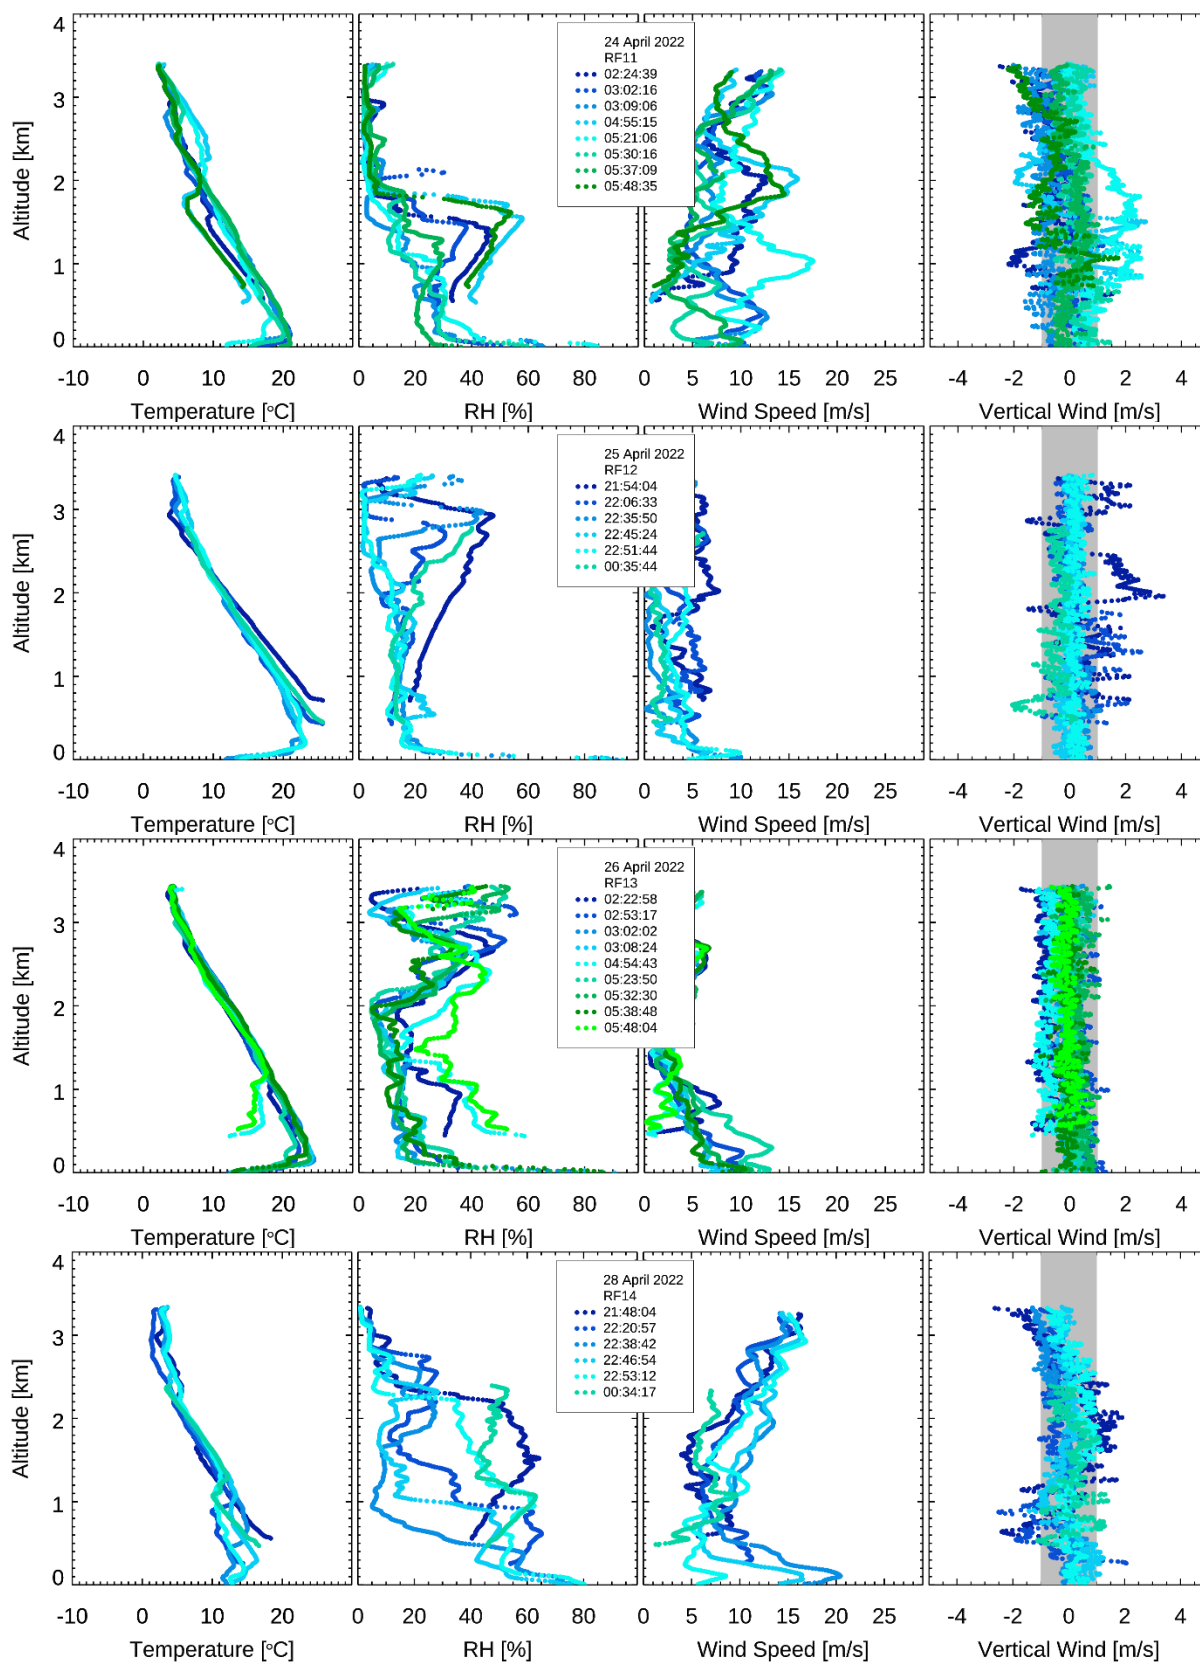 4
3
2
1
0
Altitude [km]
24 April 2022
RF11
02:24:39
03:02:16
03:09:06
04:55:15
05:21:06
05:30:16
05:37:09
05:48:35
-10 0 10 20 0 20 40 60 80 0 5 10 15 20 25 -4 -2 0 2 4
Temperature [°C] RH [%] Wind Speed [m/s] Vertical Wind [m/s]
4
3
2
1
0
Altitude [km]
25 April 2022
RF12
21:54:04
22:06:33
22:35:50
22:45:24
22:51:44
00:35:44
-10 0 10 20 0 20 40 60 80 0 5 10 15 20 25 -4 -2 0 2 4
Temperature [°C] RH [%] Wind Speed [m/s] Vertical Wind [m/s]
4
3
2
1
0
Altitude [km]
26 April 2022
RF13
02:22:58
02:53:17
03:02:02
03:08:24
04:54:43
05:23:50
05:32:30
05:38:48
05:48:04
-10 0 10 20 0 20 40 60 80 0 5 10 15 20 25 -4 -2 0 2 4
Temperature [°C] RH [%] Wind Speed [m/s] Vertical Wind [m/s]
4
3
2
1
0
Altitude [km]
28 April 2022
RF14
21:48:04
22:20:57
22:38:42
22:46:54
22:53:12
00:34:17
-10 0 10 20 0 20 40 60 80 0 5 10 15 20 25 -4 -2 0 2 4
Temperature [°C] RH [%] Wind Speed [m/s] Vertical Wind [m/s]